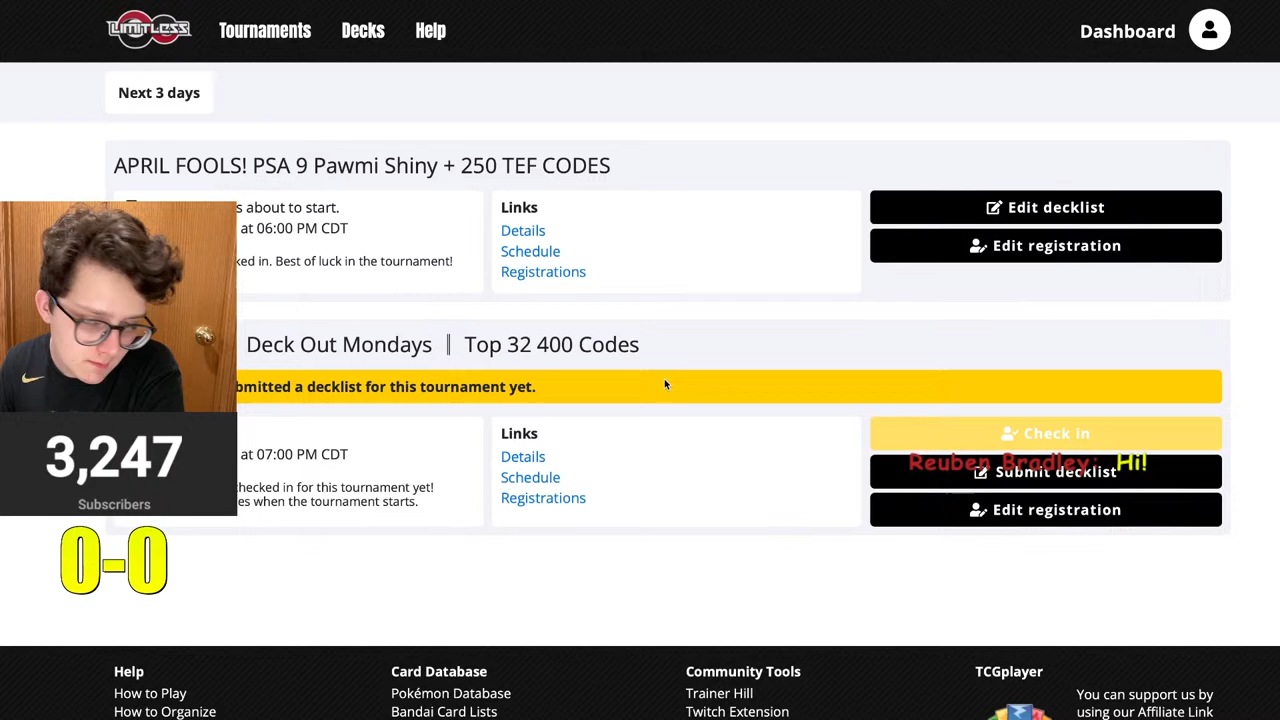 LIMITLESS
Tournaments Decks Help
Dashboard
Next 3 days
APRIL FOOLS! PSA 9 Pawmi Shiny + 250 TEF CODES
s about to start.
at 06:00 PM CDT
ked in. Best of luck in the tournament!
Links
Details
Schedule
Registrations
Edit decklist
Edit registration
Deck Out Mondays ║ Top 32 400 Codes
bmitted a decklist for this tournament yet.
at 07:00 PM CDT
checked in for this tournament yet!
es when the tournament starts.
Links
Details
Schedule
Registrations
Check in
Reuben Bradley: Hi!
Submit decklist
Edit registration
3,247
Subscribers
0-0
Help
How to Play
How to Organize
Card Database
Pokémon Database
Bandai Card Lists
Community Tools
Trainer Hill
Twitch Extension
TCGplayer
You can support us by
using our Affiliate Link